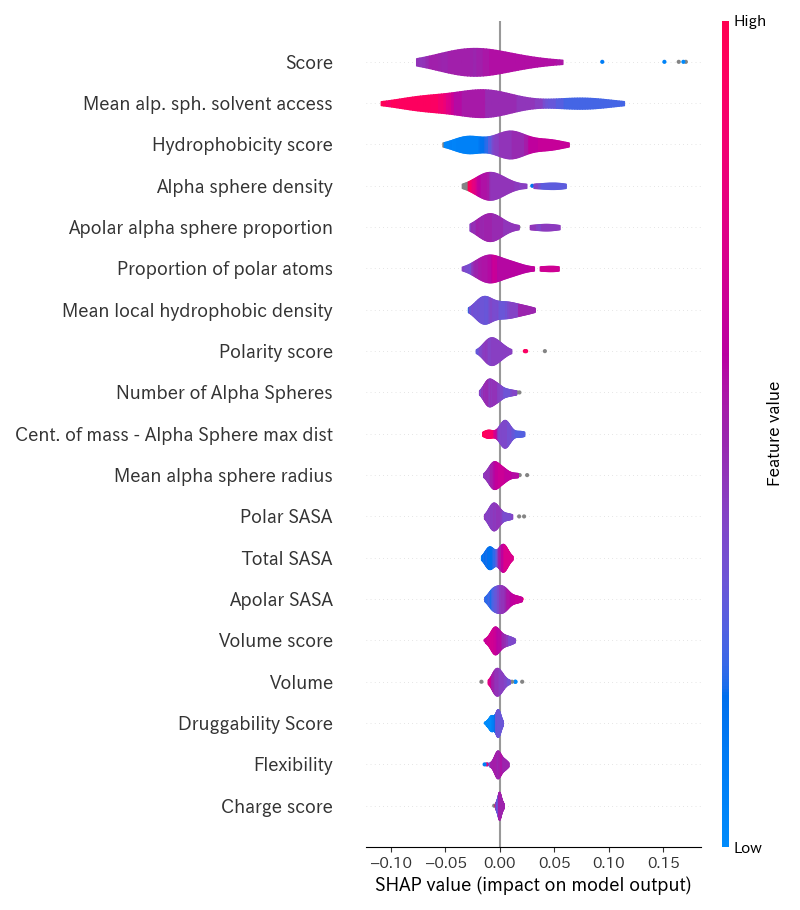 High
Score
Mean alp. sph. solvent access
Hydrophobicity score
Alpha sphere density
Apolar alpha sphere proportion
Proportion of polar atoms
Mean local hydrophobic density
Polarity score
Number of Alpha Spheres
Cent. of mass - Alpha Sphere max dist
Mean alpha sphere radius
Polar SASA
Total SASA
Apolar SASA
Volume score
Volume
Druggability Score
Flexibility
Charge score
Feature value
Low
−0.10 −0.05 0.00 0.05 0.10 0.15
SHAP value (impact on model output)